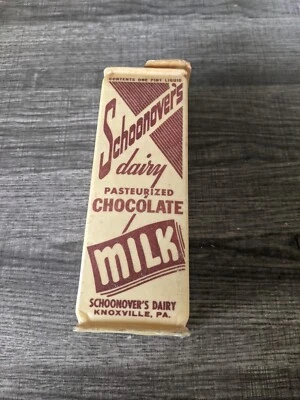 CONTENTS ONE PINT LIQUID
Schoonover's
dairy
PASTEURIZED
CHOCOLATE
MILK
SCHOONOVER'S DAIRY
KNOXVILLE, PA.